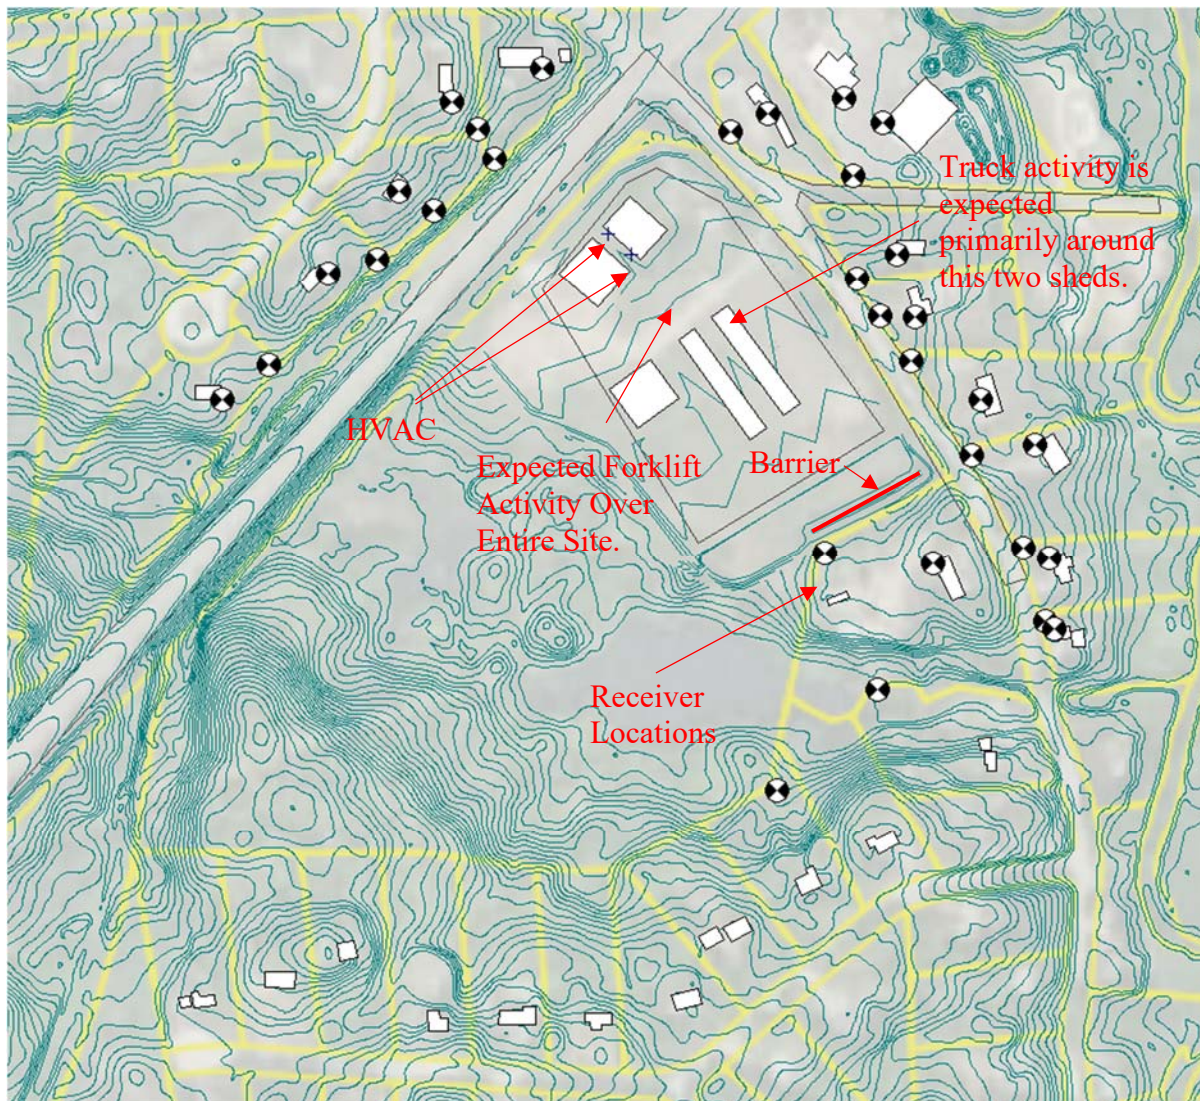 Truck activity is
expected
primarily around
this two sheds.
HVAC
Expected Forklift
Activity Over
Entire Site.
Barrier
Receiver
Locations